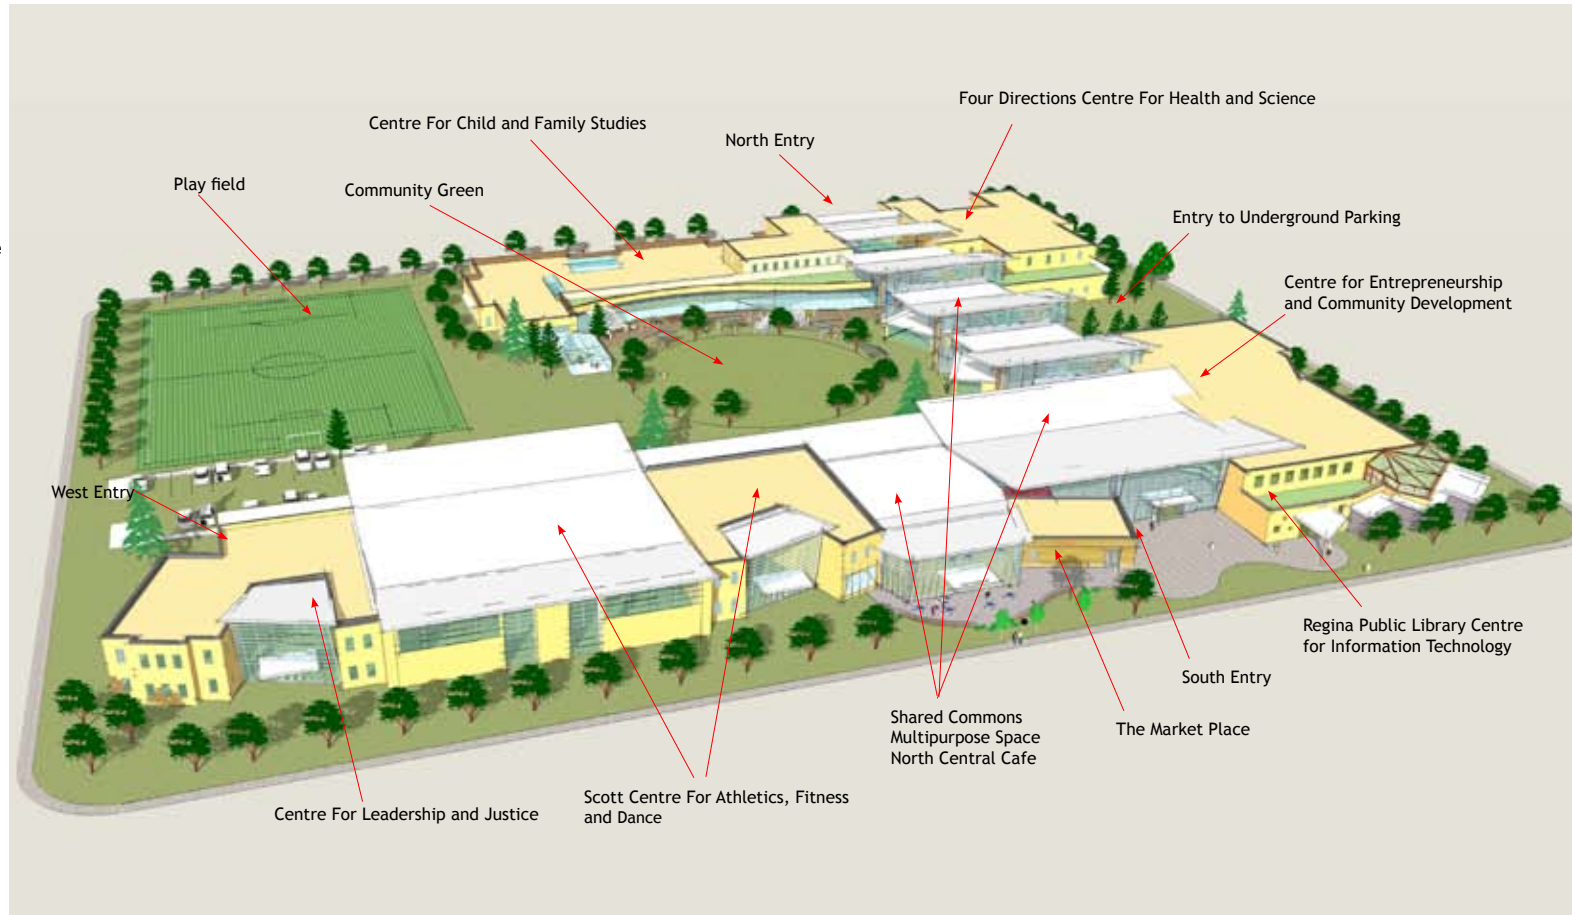 Four Directions Centre For Health and Science
Centre For Child and Family Studies
North Entry
Play field
Community Green
Entry to Underground Parking
Centre for Entrepreneurship
and Community Development
West Entry
Regina Public Library Centre
for Information Technology
South Entry
Shared Commons
Multipurpose Space
North Central Cafe
The Market Place
Scott Centre For Athletics, Fitness
and Dance
Centre For Leadership and Justice